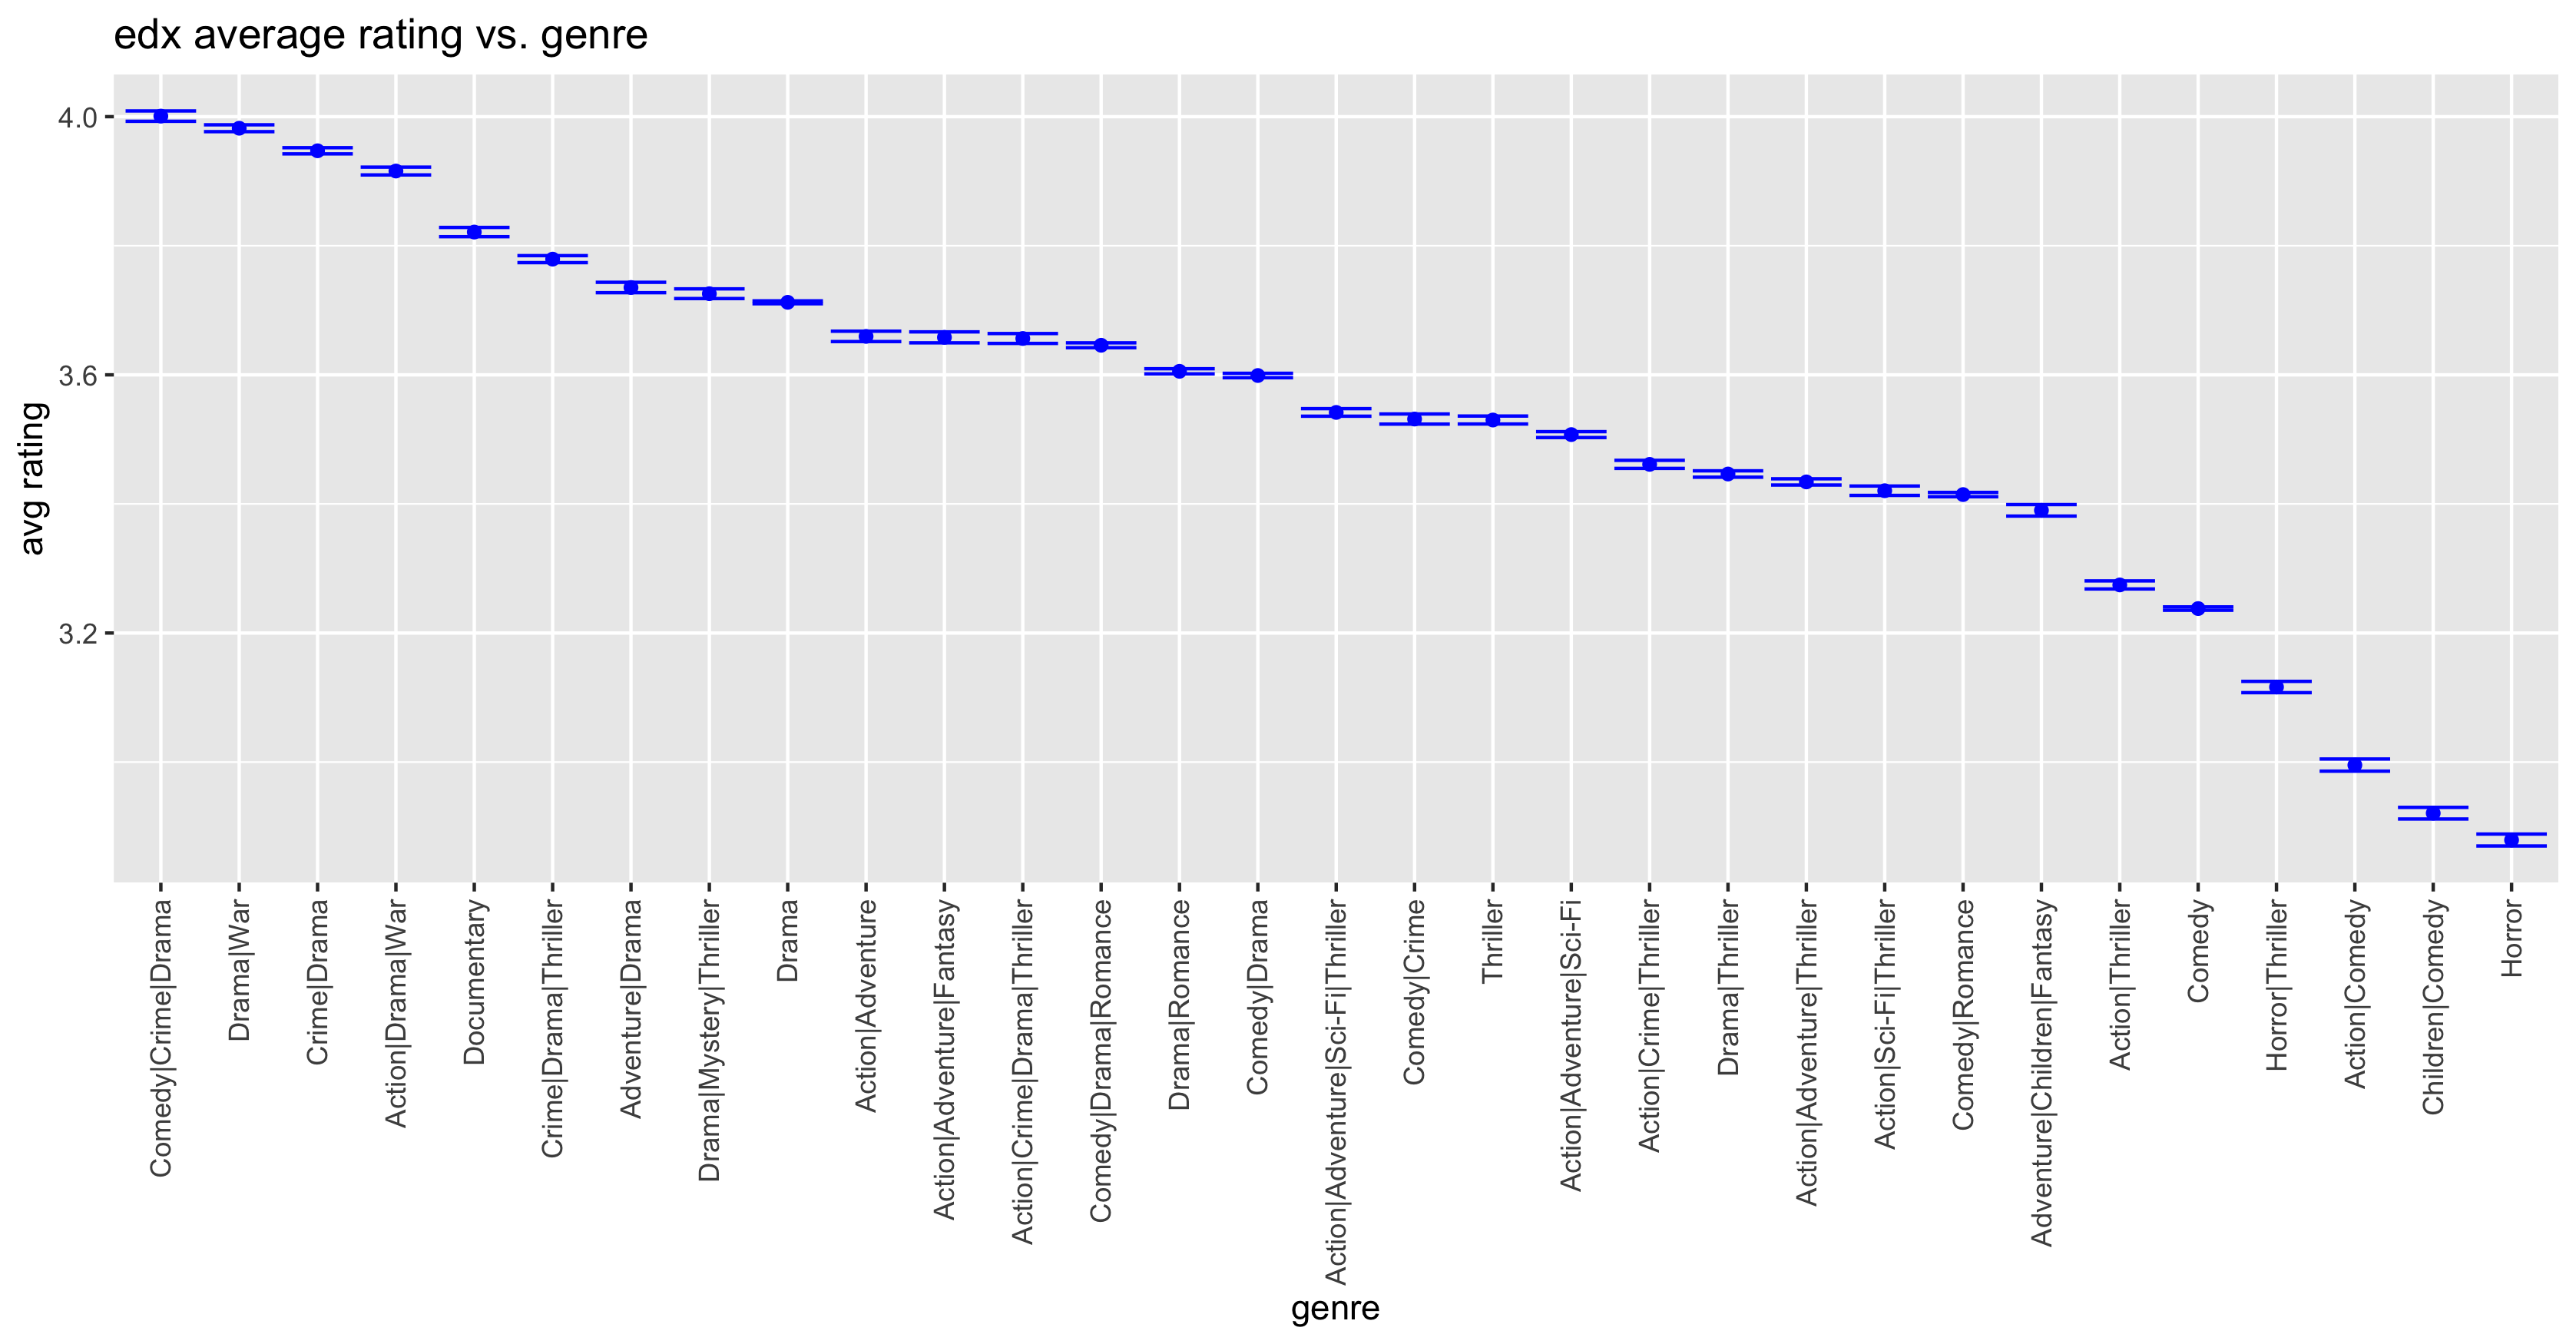 edx average rating vs. genre
avg rating
4.0
3.6
3.2
Comedy|Crime|Drama
Drama|War
Crime|Drama
Action|Drama|War
Documentary
Crime|Drama|Thriller
Adventure|Drama
Drama|Mystery|Thriller
Drama
Action|Adventure
Action|Adventure|Fantasy
Action|Crime|Drama|Thriller
Comedy|Drama|Romance
Drama|Romance
Comedy|Drama
Action|Adventure|Sci-Fi|Thriller
Comedy|Crime
Thriller
Action|Adventure|Sci-Fi
Action|Crime|Thriller
Drama|Thriller
Action|Adventure|Thriller
Action|Sci-Fi|Thriller
Comedy|Romance
Adventure|Children|Fantasy
Action|Thriller
Comedy
Horror|Thriller
Action|Comedy
Children|Comedy
Horror
genre